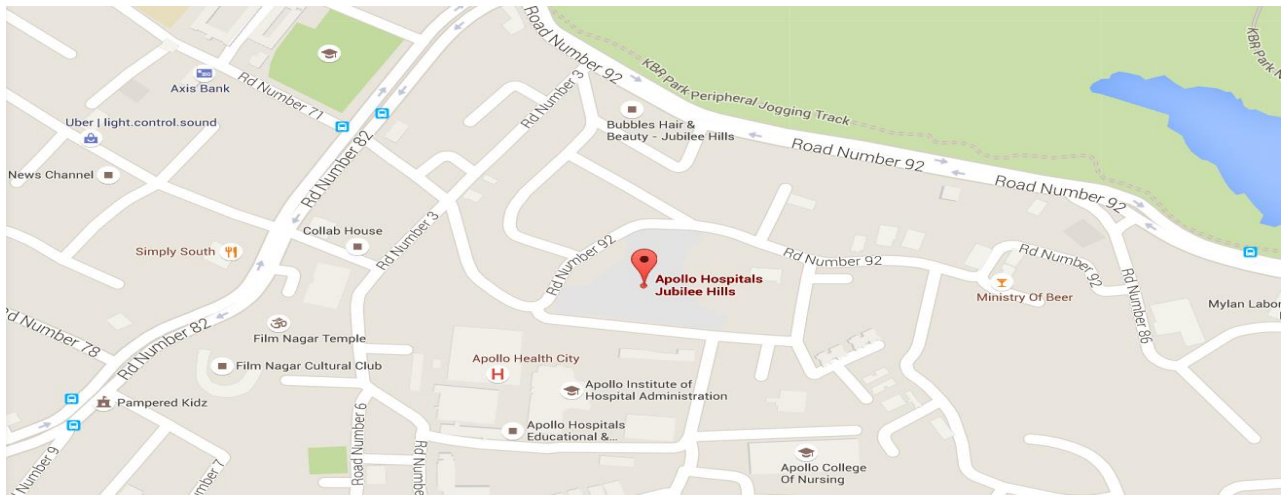 Road Number 92
KBR Park Peripheral Jogging Track
KBR Park
Axis Bank
Rd Number 71
Rd Number 3
Bubbles Hair &
Beauty - Jubilee Hills
Uber | light.control.sound
Rd Number 82
Road Number 92
News Channel
Road Number 92
Collab House
Rd Number 3
Simply South
Rd Number 92
Rd Number 92
Rd Number 92
Apollo Hospitals
Jubilee Hills
Ministry Of Beer
Mylan Labor
Rd Number 78
Rd Number 82
Film Nagar Temple
Rd Number 86
Film Nagar Cultural Club
Apollo Health City
H
Apollo Institute of
Hospital Administration
Pampered Kidz
Road Number 6
Rd Number 9
Rd Number 7
Rd Number
Apollo Hospitals
Educational &...
Apollo College
Of Nursing